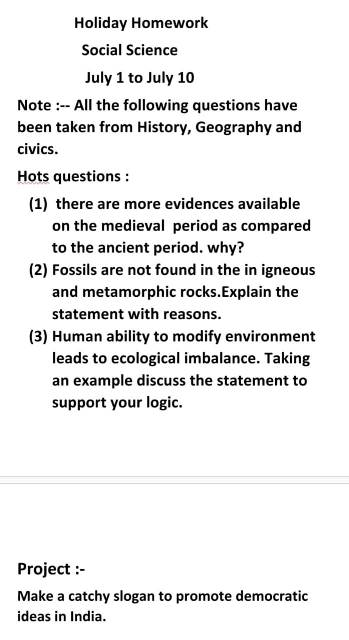 Holiday Homework
Social Science
July 1 to July 10
Note :-- All the following questions have
been taken from History, Geography and
civics.
Hots questions :
(1) there are more evidences available
on the medieval period as compared
to the ancient period. why?
(2) Fossils are not found in the in igneous
and metamorphic rocks.Explain the
statement with reasons.
(3) Human ability to modify environment
leads to ecological imbalance. Taking
an example discuss the statement to
support your logic.
Project :-
Make a catchy slogan to promote democratic
ideas in India.